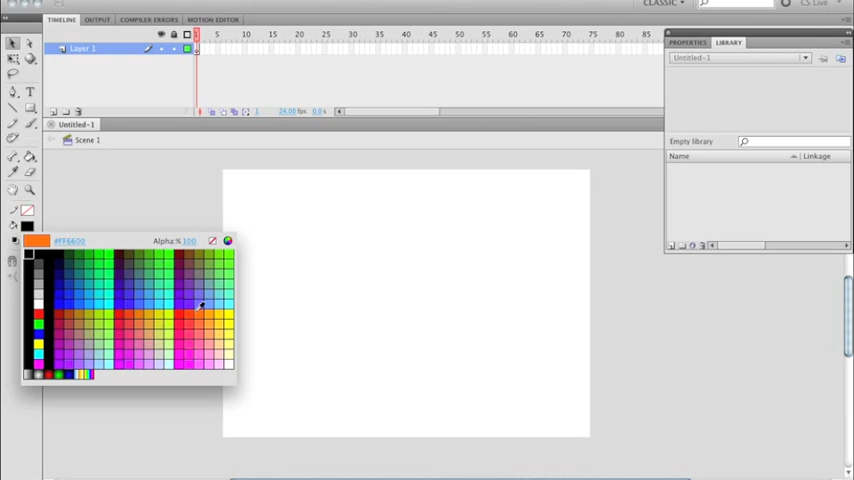 CLASSIC
CS Live
TIMELINE OUTPUT COMPILER ERRORS MOTION EDITOR
1 5 10 15 20 25 30 35 40 45 50 55 60 65 70 75 80 85
Layer 1
PROPERTIES LIBRARY
Untitled-1
1 24.00 fps 0.0 s
Untitled-1
Scene 1
Empty library
Name Linkage
T
#FF6600 Alpha:% 100